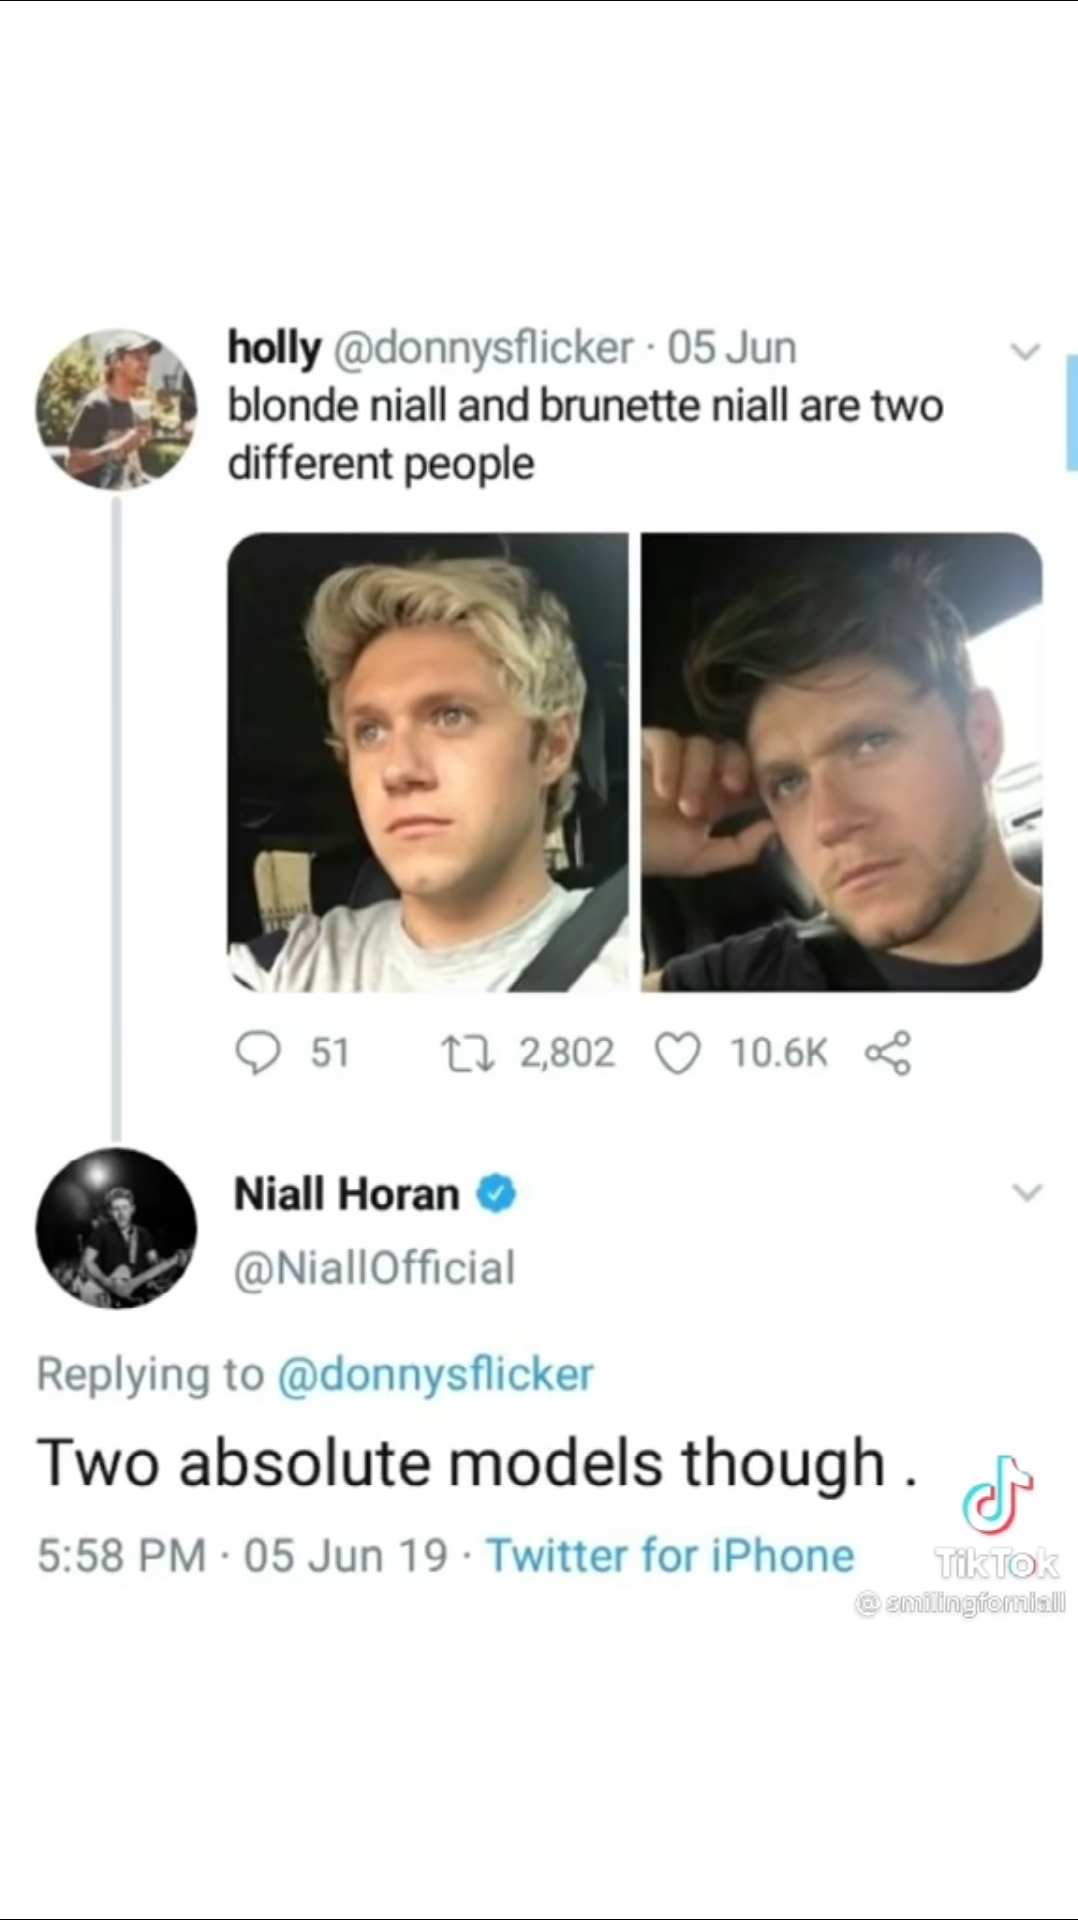 holly @donnysflicker · 05 Jun
blonde niall and brunette niall are two
different people
51 2,802 10.6K
Niall Horan
@NiallOfficial
Replying to @donnysflicker
Two absolute models though .
5:58 PM · 05 Jun 19 · Twitter for iPhone
TikTok
@ smilingforniall